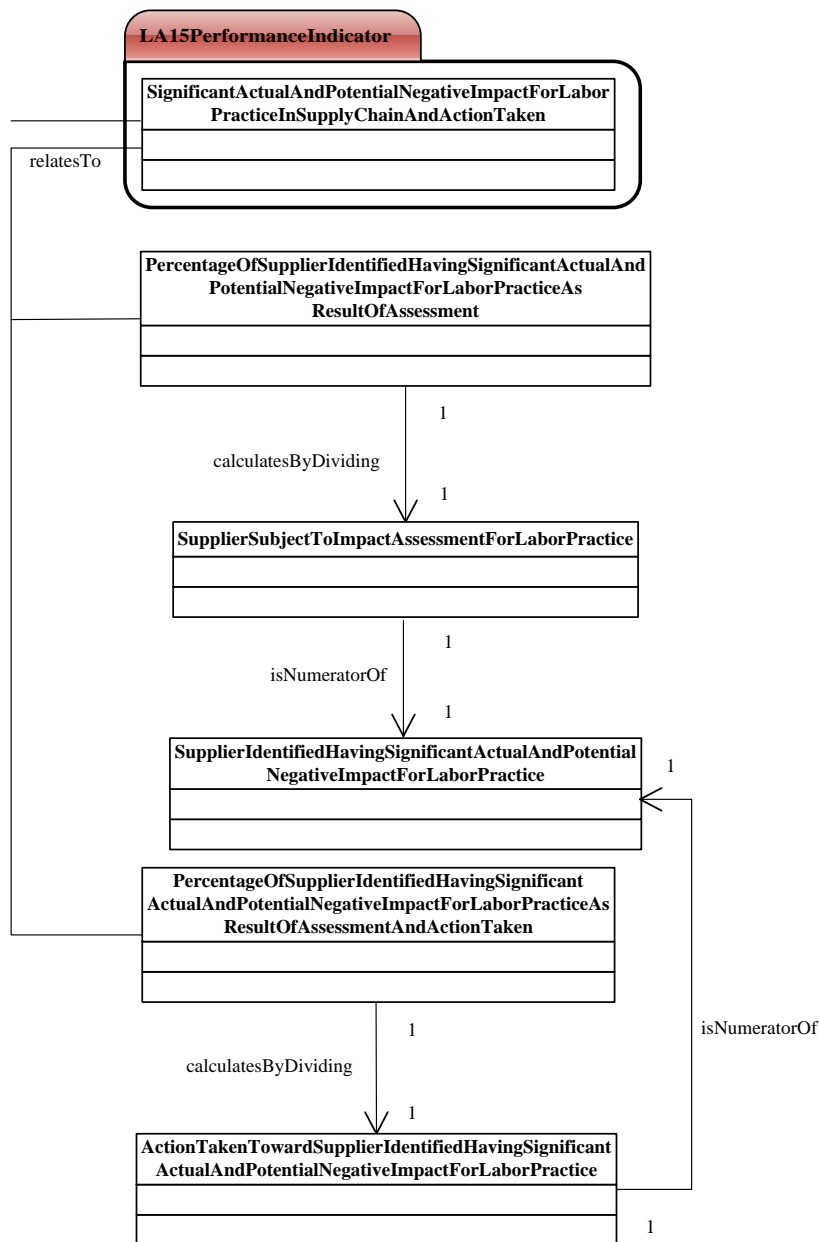 LA15PerformanceIndicator
SignificantActualAndPotentialNegativeImpactForLabor
PracticeInSupplyChainAndActionTaken
relatesTo
PercentageOfSupplierIdentifiedHavingSignificantActualAnd
PotentialNegativeImpactForLaborPracticeAs
ResultOfAssessment
1
calculatesByDividing
1
SupplierSubjectToImpactAssessmentForLaborPractice
1
isNumeratorOf
1
SupplierIdentifiedHavingSignificantActualAndPotential
NegativeImpactForLaborPractice
1
PercentageOfSupplierIdentifiedHavingSignificant
ActualAndPotentialNegativeImpactForLaborPracticeAs
ResultOfAssessmentAndActionTaken
1
isNumeratorOf
calculatesByDividing
1
ActionTakenTowardSupplierIdentifiedHavingSignificant
ActualAndPotentialNegativeImpactForLaborPractice
1